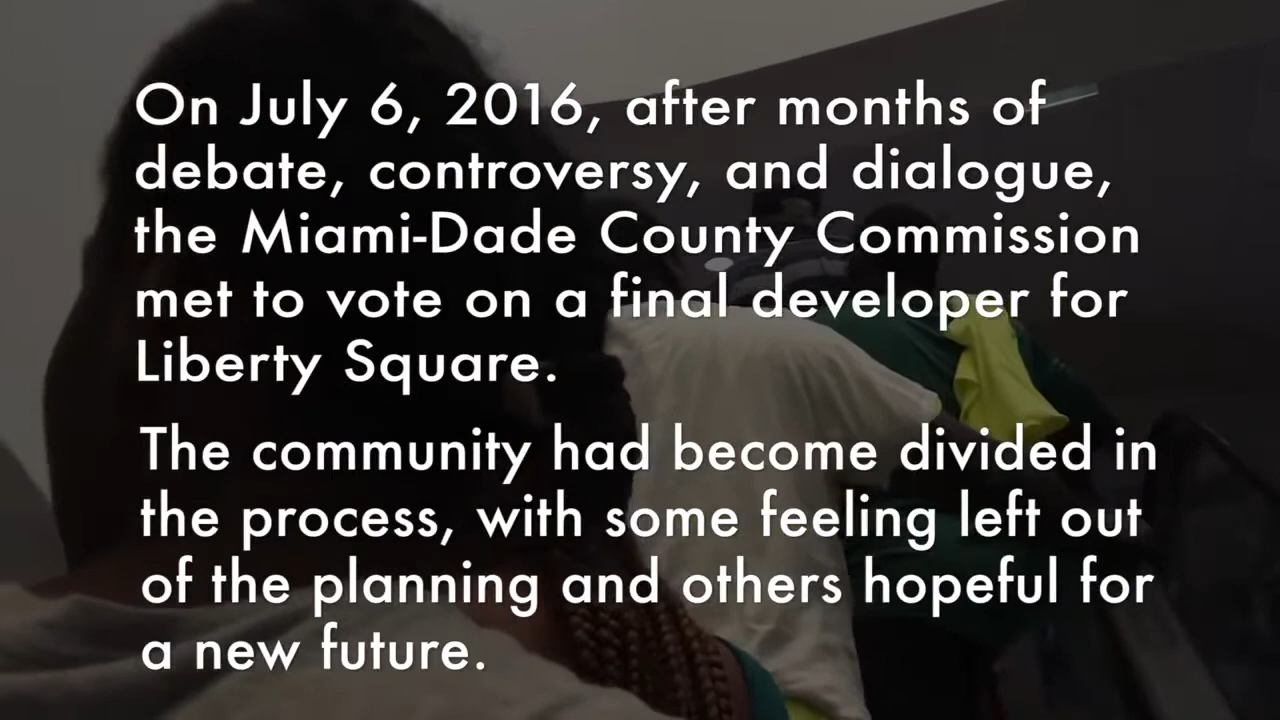 On July 6, 2016, after months of
debate, controversy, and dialogue,
the Miami-Dade County Commission
met to vote on a final developer for
Liberty Square.
The community had become divided in
the process, with some feeling left out
of the planning and others hopeful for
a new future.